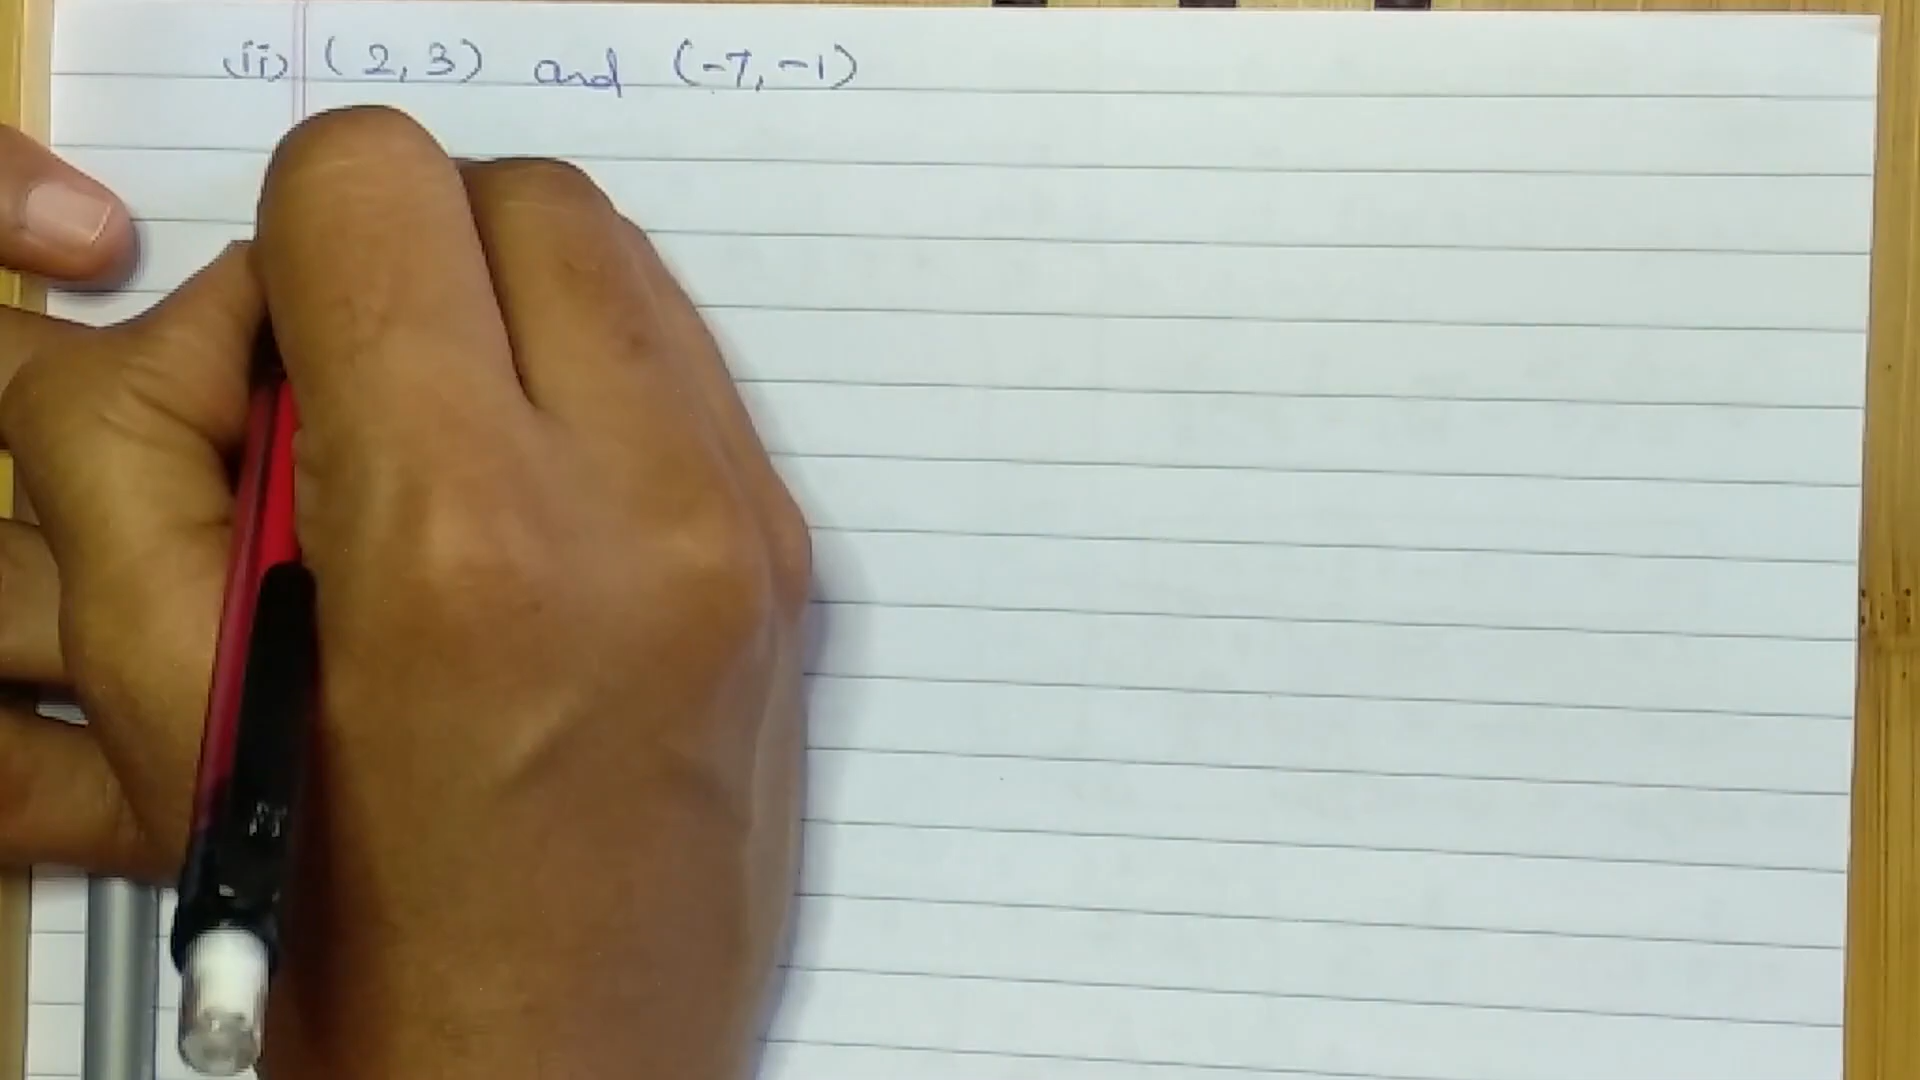 (ii) (2,3) and (-7,-1)